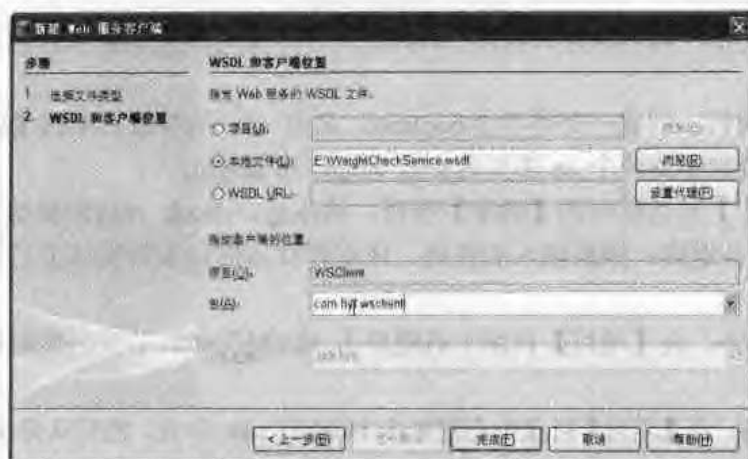 新建 Web 服务客户端
步骤
1. 选择文件类型
2. WSDL 和客户端位置
WSDL 和客户端位置
指定 Web 服务的 WSDL 文件。
项目(J):
本地文件(L): E:\WeightCheckService.wsdl 浏览(R)
WSDL URL: 设置代理(P)
指定客户端的位置。
项目(O): WSClient
包(A): com.hyf.wsclient
<上一步(B) 完成(F) 取消 帮助(H)